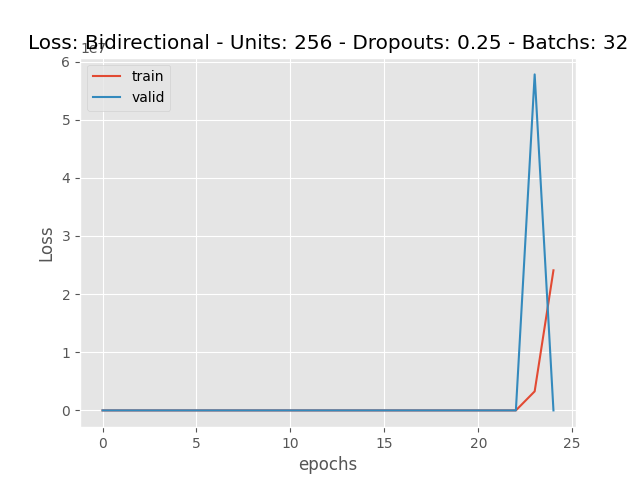 Loss: Bidirectional - Units: 256 - Dropouts: 0.25 - Batchs: 32
1e7
train
valid
6
5
4
3
2
1
0
Loss
0 5 10 15 20 25
epochs